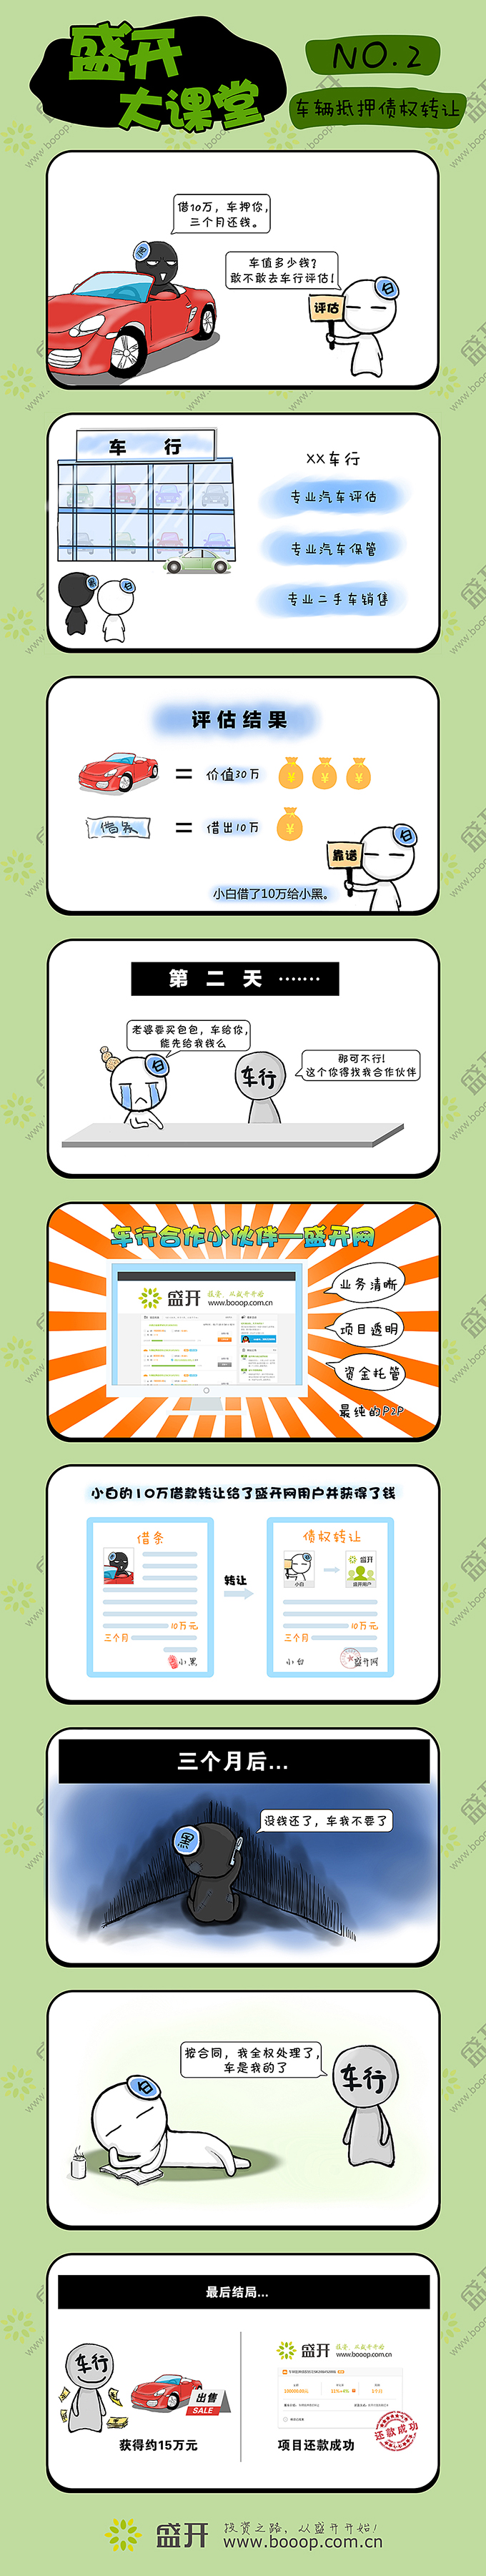 盛开
大课堂
NO.2
车辆抵押债权转让
借10万，车押你，
三个月还钱。
黑
车值多少钱？
敢不敢去车行评估！
评估
白
车 行
XX车行
专业汽车评估
专业汽车保管
专业二手车销售
黑
白
评估结果
= 价值30万
借条 = 借出10万
靠谱
白
小白借了10万给小黑。
第 二 天 ·······
老婆要买包包，车给你，
能先给我钱么
白
车行
那可不行！
这个你得找我合作伙伴
车行合作小伙伴—盛开网
盛开
www.booop.com.cn
业务清晰
项目透明
资金托管
最纯的P2P
小白的10万借款转让给了盛开网用户并获得了钱
借条
10万元
三个月
小黑
转让
债权转让
小白
盛开
盛开用户
10万元
三个月
小白
盛开网
三个月后...
没钱还了，车我不要了
黑
按合同，我全权处理了，
车是我的了
白
车行
最后结局...
车行
出售
SALE
获得约15万元
盛开
www.booop.com.cn
还款成功
项目还款成功
盛开
投资之路，从盛开开始！
www.booop.com.cn